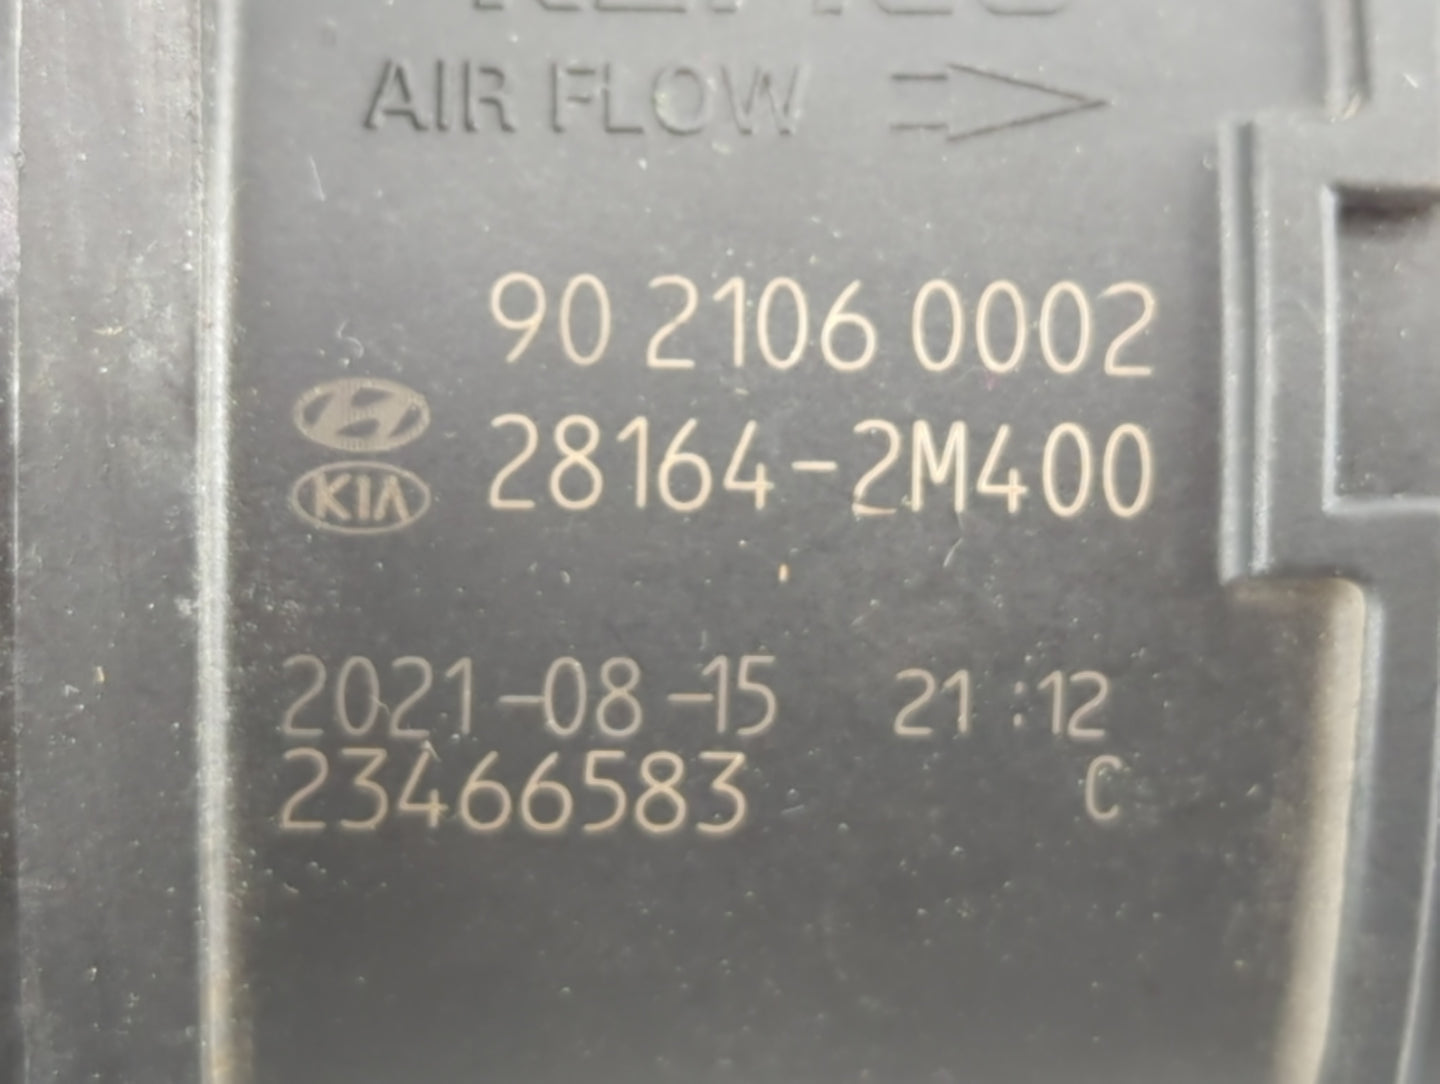 AIR FLOW
90 2106 0002
28164-2M400
KIA
2021-08-15 21:12
23466583 C